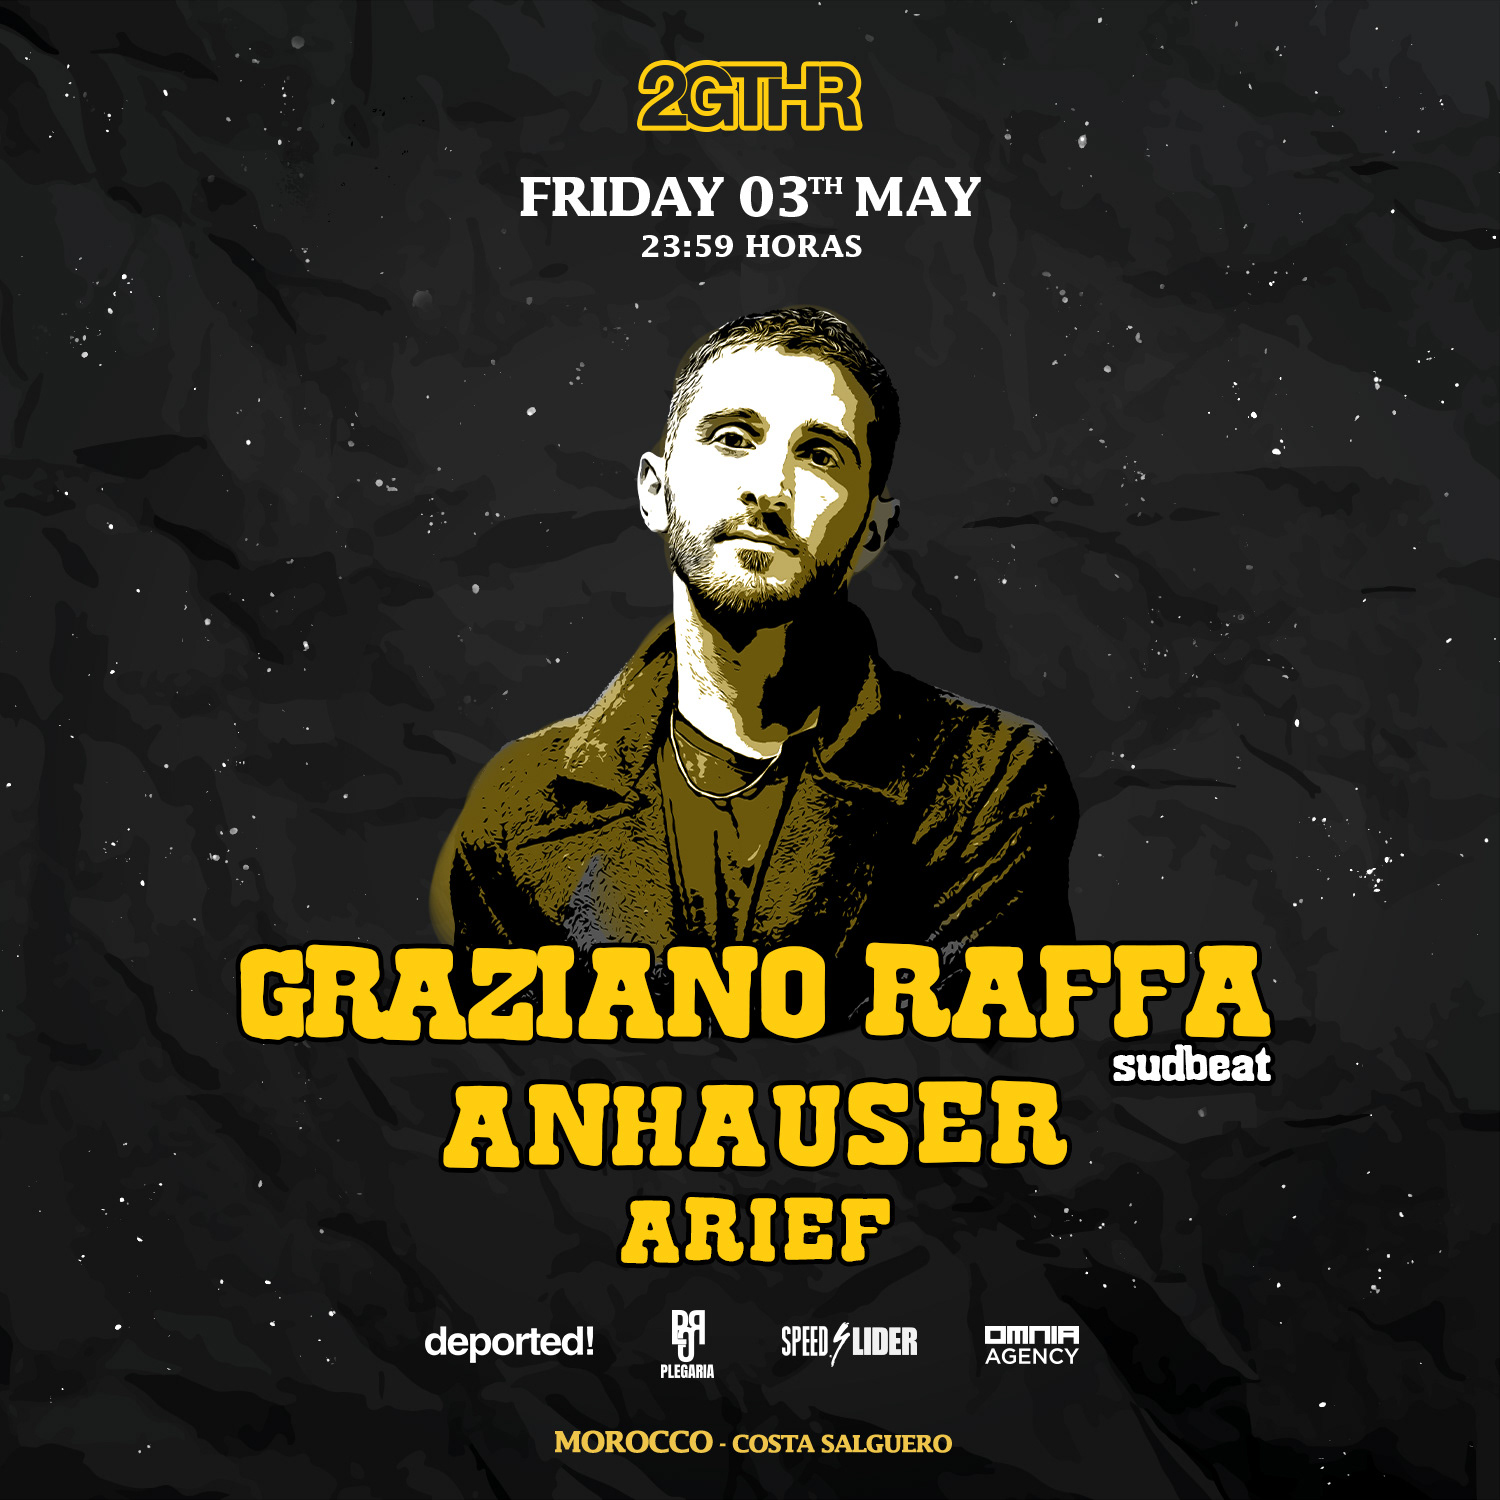 2GTHR
FRIDAY 03TH MAY
23:59 HORAS
GRAZIANO RAFFA
sudbeat
ANHAUSER
ARIEF
deported!
PLEGARIA
SPEED SLIDER
OMNIA
AGENCY
MOROCCO - COSTA SALGUERO